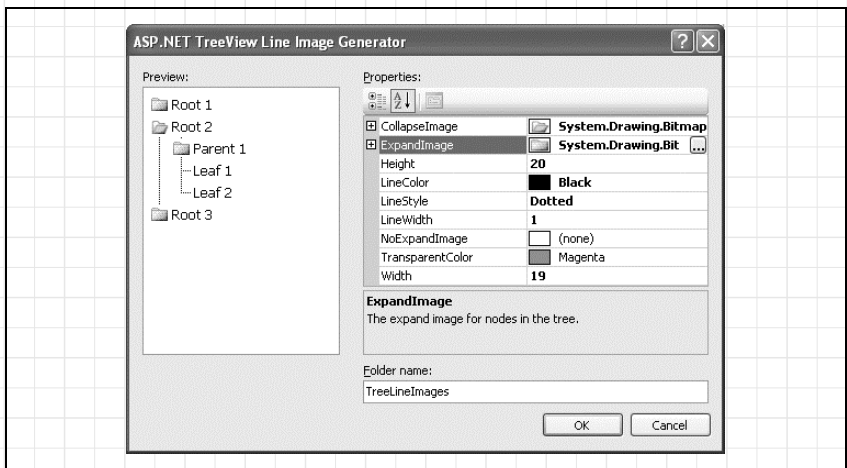 ASP.NET TreeView Line Image Generator
Preview:
Root 1
Root 2
Parent 1
Leaf 1
Leaf 2
Root 3
Properties:
CollapseImage System.Drawing.Bitmap
ExpandImage System.Drawing.Bit ...
Height 20
LineColor Black
LineStyle Dotted
LineWidth 1
NoExpandImage (none)
TransparentColor Magenta
Width 19
ExpandImage
The expand image for nodes in the tree.
Folder name:
TreeLineImages
OK Cancel